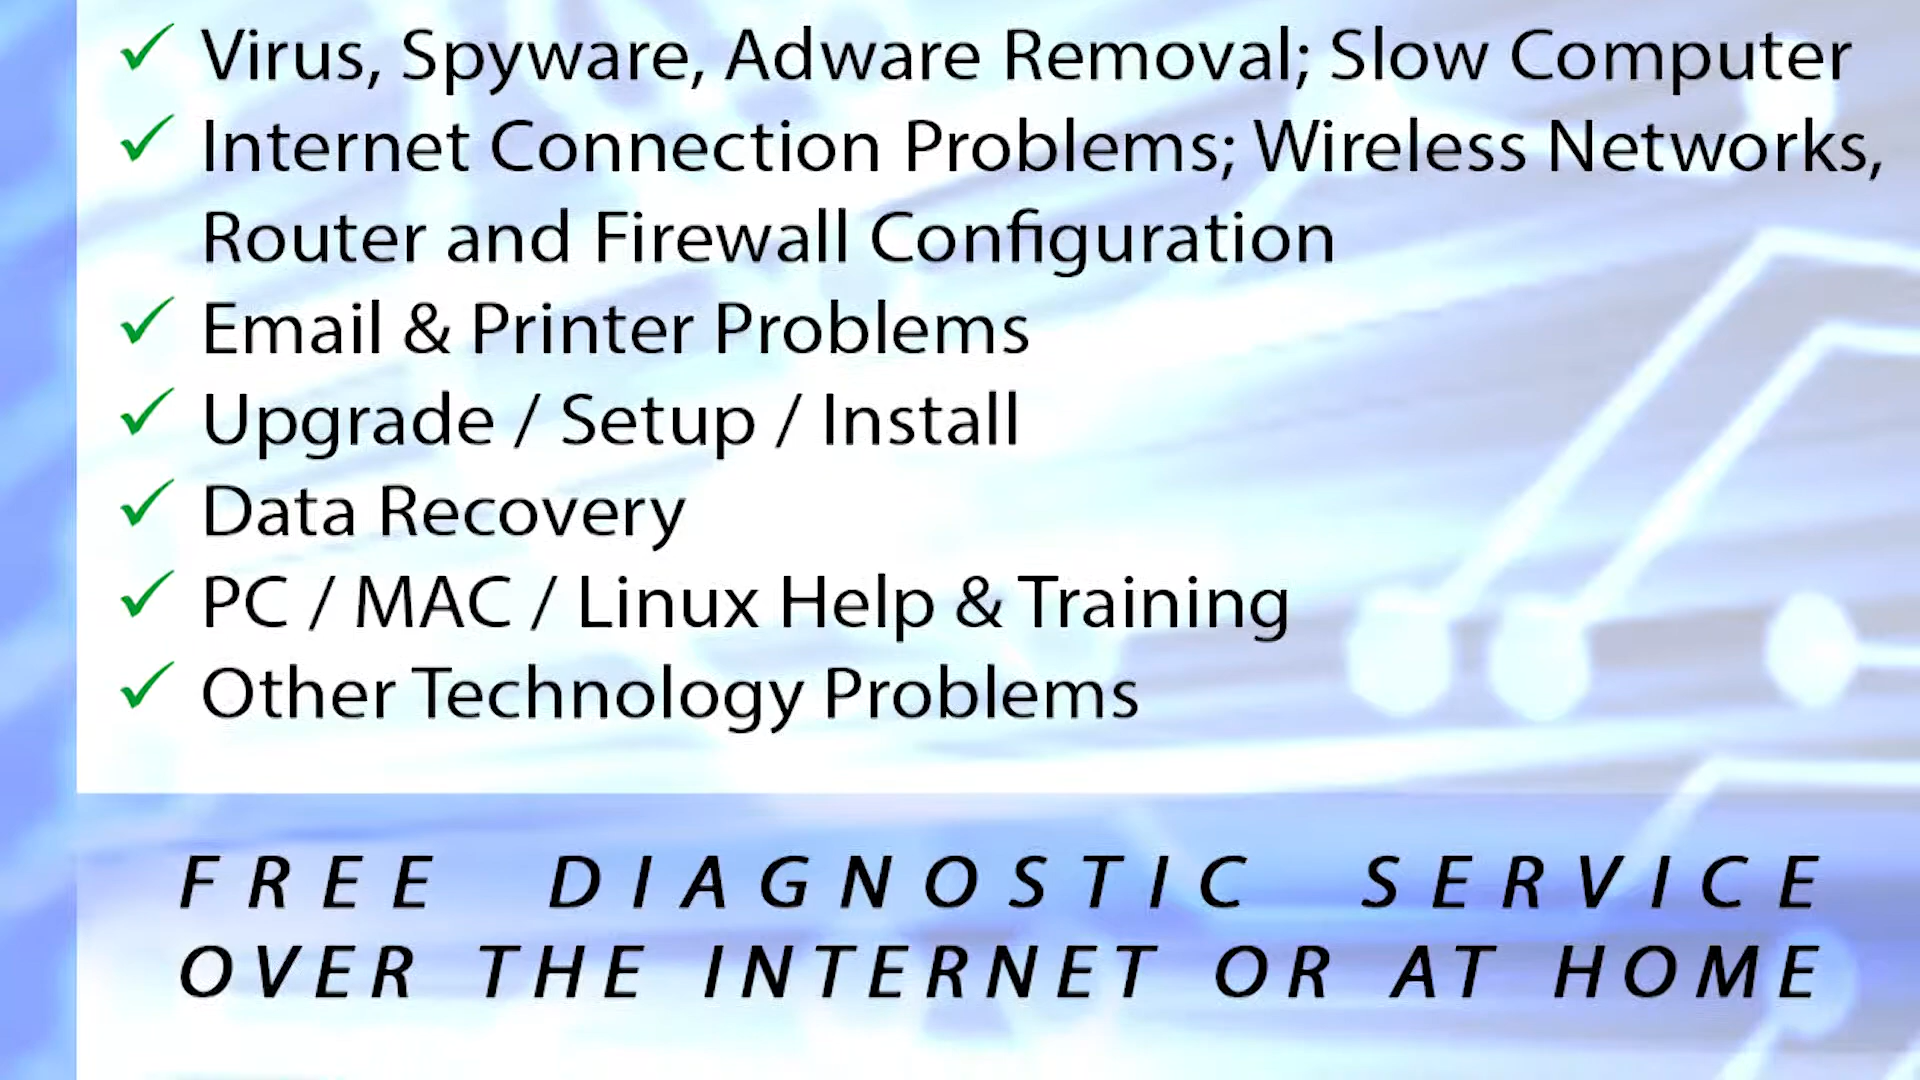 Virus, Spyware, Adware Removal; Slow Computer
Internet Connection Problems; Wireless Networks,
Router and Firewall Configuration
Email & Printer Problems
Upgrade / Setup / Install
Data Recovery
PC / MAC / Linux Help & Training
Other Technology Problems
FREE DIAGNOSTIC SERVICE
OVER THE INTERNET OR AT HOME